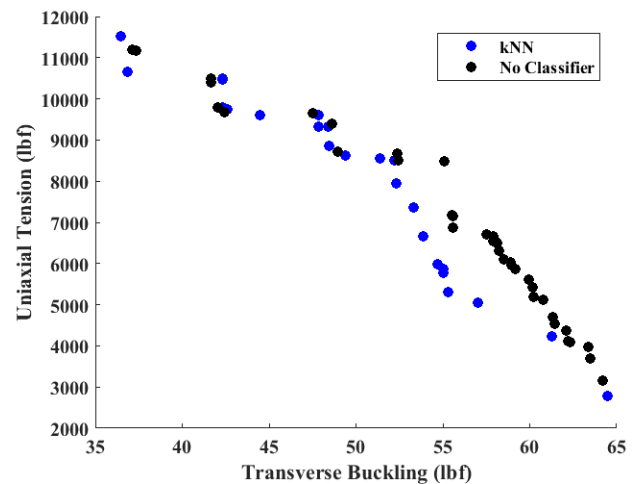 12000
11000
10000
9000
8000
7000
6000
5000
4000
3000
2000
Uniaxial Tension (lbf)
kNN
No Classifier
35 40 45 50 55 60 65
Transverse Buckling (lbf)